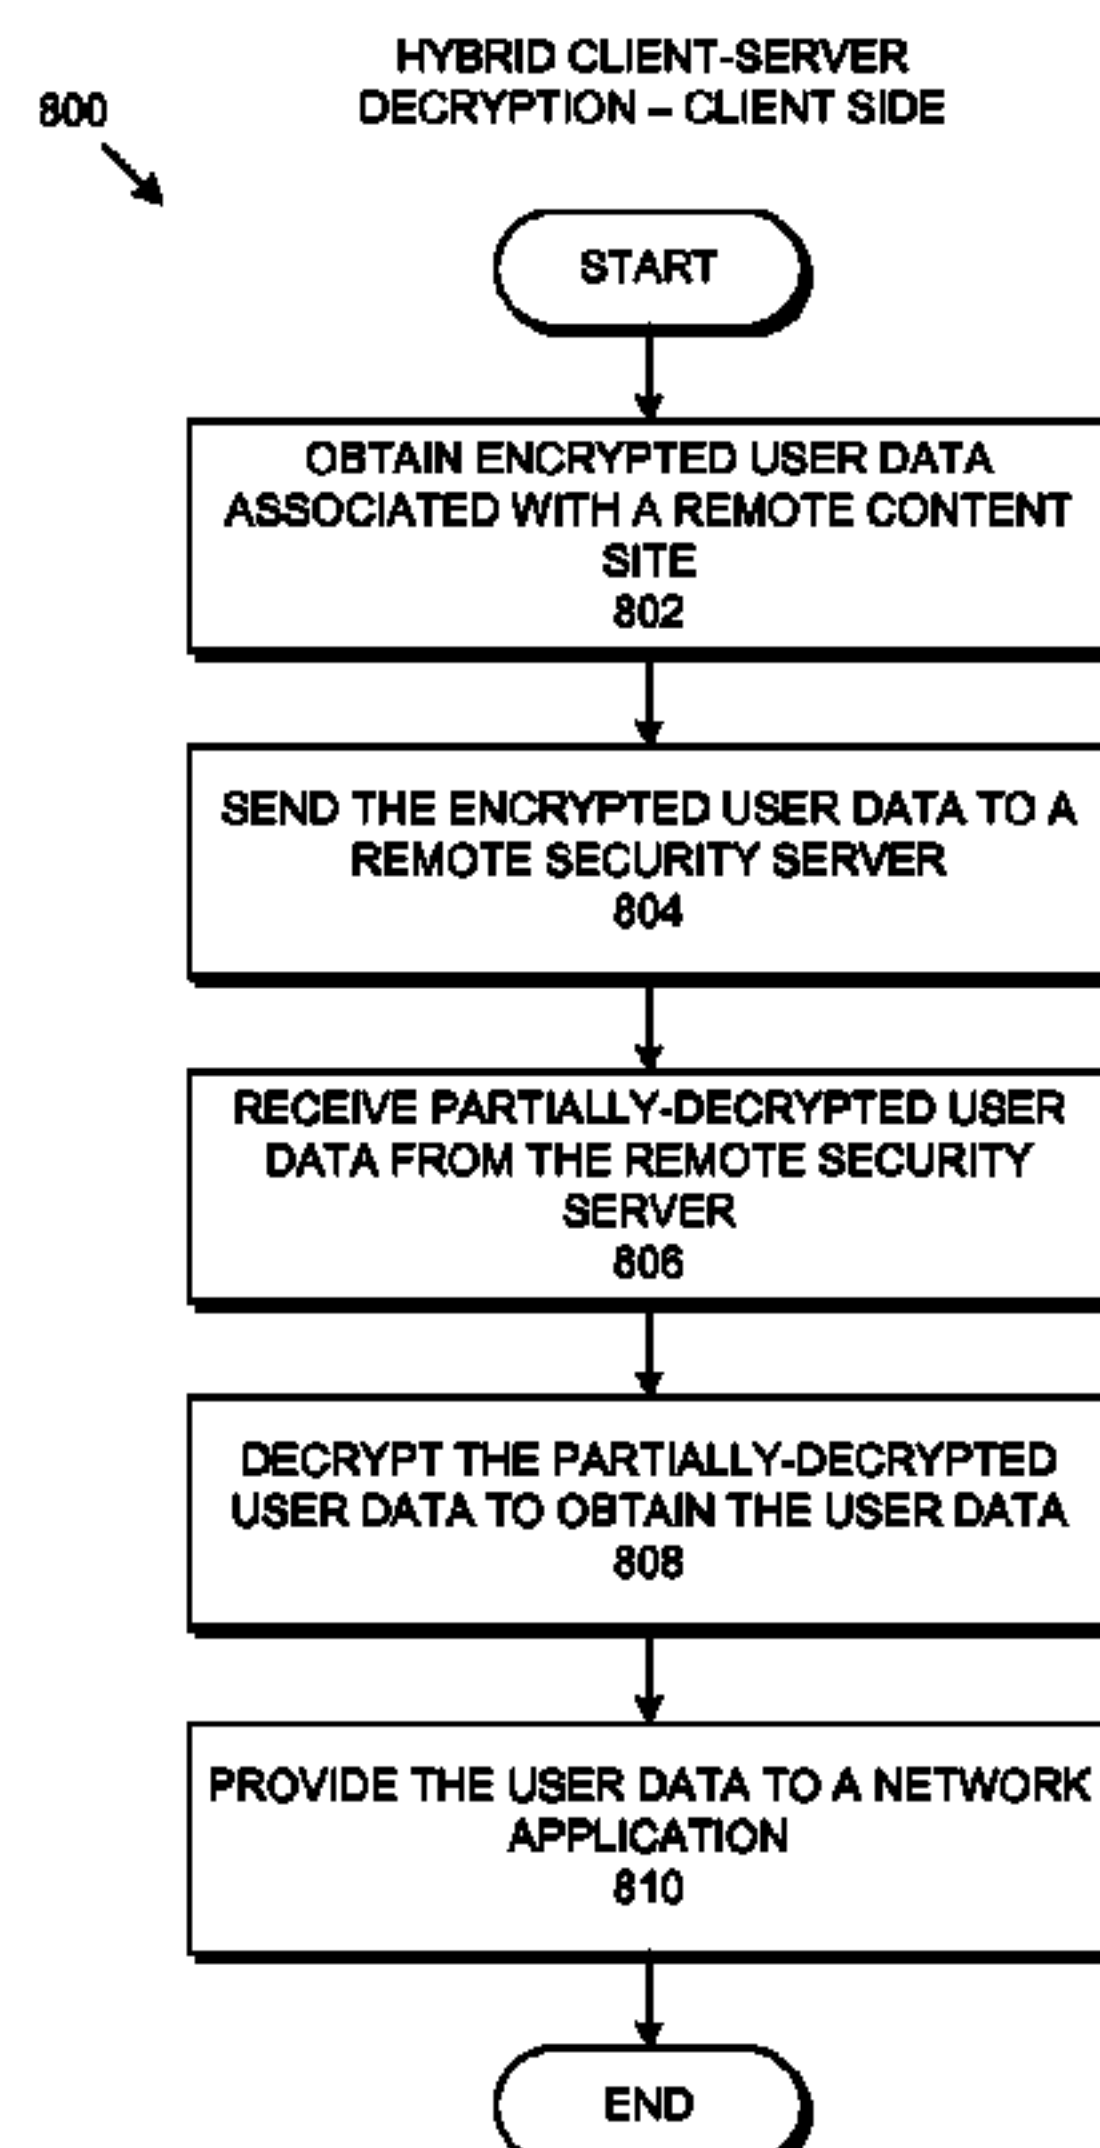 HYBRID CLIENT-SERVER
DECRYPTION – CLIENT SIDE
800
START
OBTAIN ENCRYPTED USER DATA
ASSOCIATED WITH A REMOTE CONTENT
SITE
802
SEND THE ENCRYPTED USER DATA TO A
REMOTE SECURITY SERVER
804
RECEIVE PARTIALLY-DECRYPTED USER
DATA FROM THE REMOTE SECURITY
SERVER
806
DECRYPT THE PARTIALLY-DECRYPTED
USER DATA TO OBTAIN THE USER DATA
808
PROVIDE THE USER DATA TO A NETWORK
APPLICATION
810
END